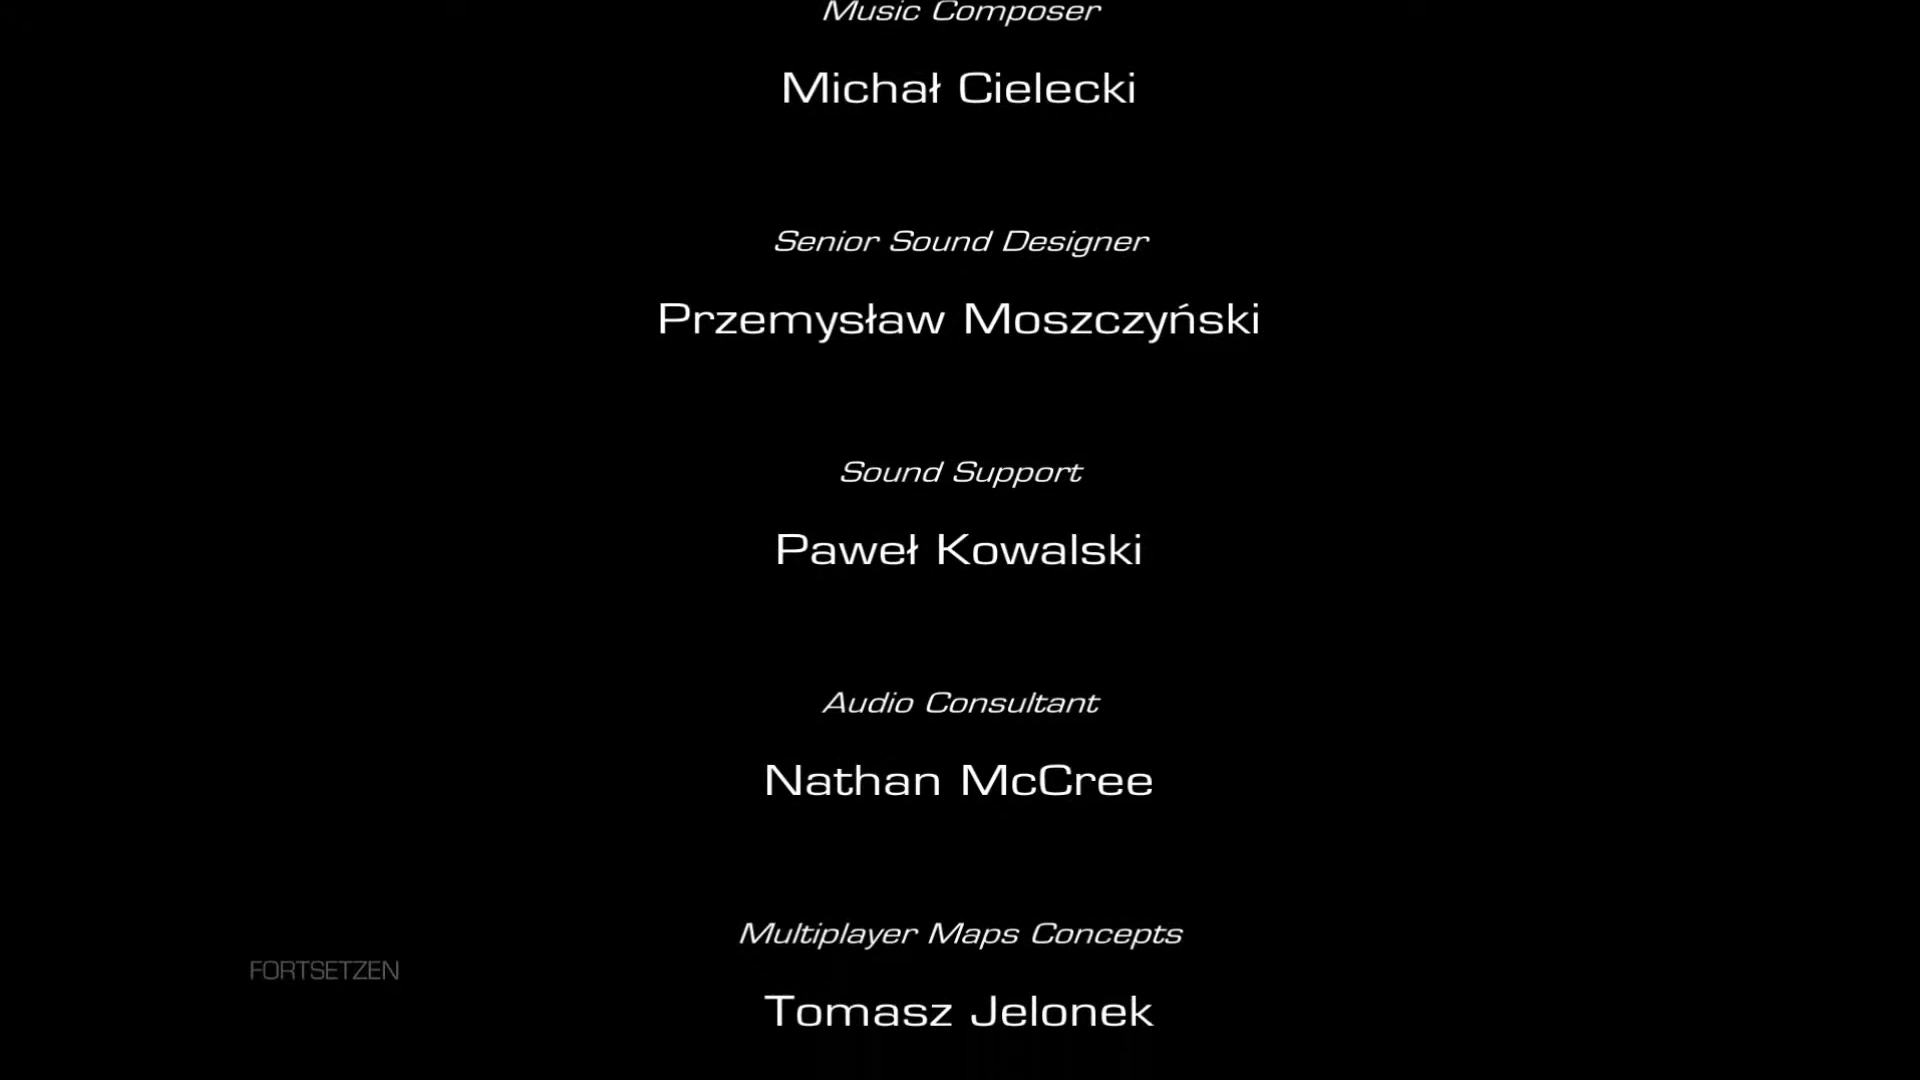 Music Composer
Michał Cielecki
Senior Sound Designer
Przemysław Moszczyński
Sound Support
Paweł Kowalski
Audio Consultant
Nathan McCree
Multiplayer Maps Concepts
FORTSETZEN
Tomasz Jelonek